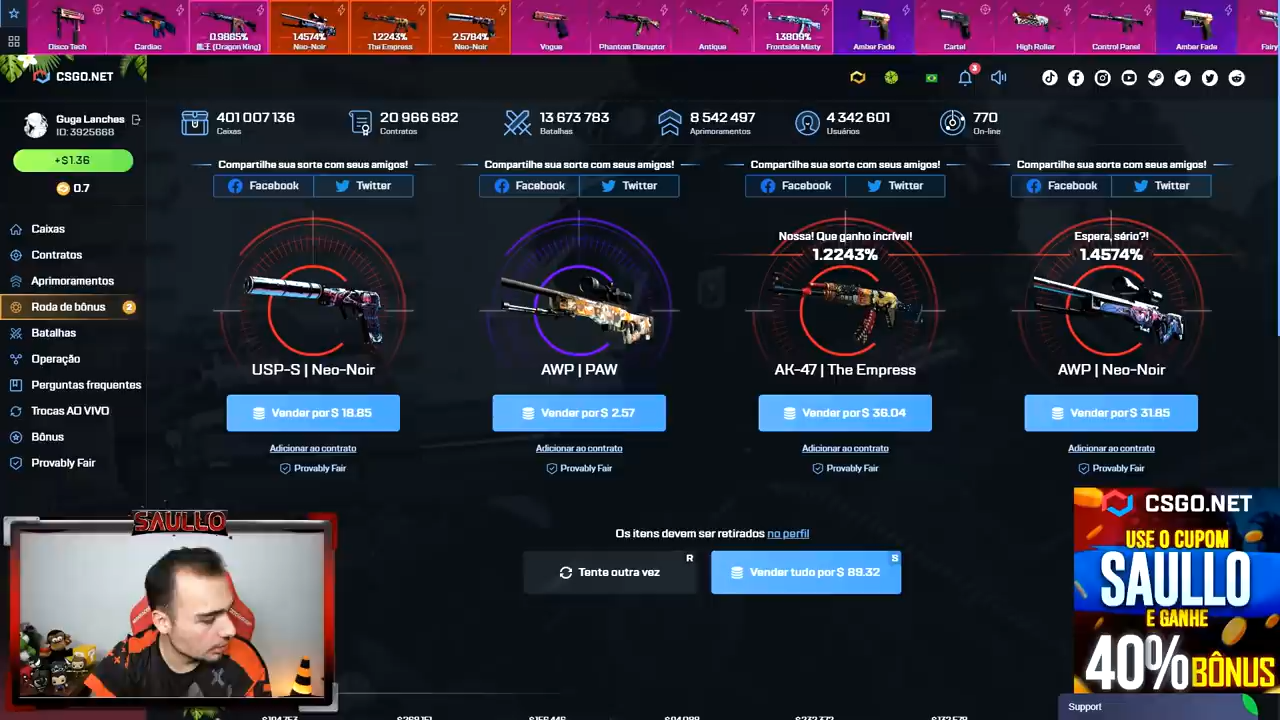 Disco Tech
Cardiac
0.9865%
黑王 (Dragon King)
1.4574%
Neo-Noir
1.2243%
The Empress
2.5784%
Neo-Noir
Vogue
Phantom Disruptor
Antique
1.3809%
Frontside Misty
Amber Fade
Cartel
High Roller
Control Panel
Amber Fade
Fairy
CSGO.NET
3
Guga Lanches
ID: 3925668
+$1.36
0.7
401 007 136
Caixas
20 966 682
Contratos
13 673 783
Batalhas
8 542 497
Aprimoramentos
4 342 601
Usuários
770
On-line
Caixas
Contratos
Aprimoramentos
Roda de bônus 2
Batalhas
Operação
Perguntas frequentes
Trocas AO VIVO
Bônus
Provably Fair
Compartilhe sua sorte com seus amigos!
Facebook Twitter
USP-S | Neo-Noir
Vender por $ 18.85
Adicionar ao contrato
Provably Fair
Compartilhe sua sorte com seus amigos!
Facebook Twitter
AWP | PAW
Vender por $ 2.57
Adicionar ao contrato
Provably Fair
Compartilhe sua sorte com seus amigos!
Facebook Twitter
Nossa! Que ganho incrível!
1.2243%
AK-47 | The Empress
Vender por $ 36.04
Adicionar ao contrato
Provably Fair
Compartilhe sua sorte com seus amigos!
Facebook Twitter
Espera, sério?!
1.4574%
AWP | Neo-Noir
Vender por $ 31.85
Adicionar ao contrato
Provably Fair
Os itens devem ser retirados no perfil
Tente outra vez R
Vender tudo por $ 89.32 S
SAULLO
CSGO.NET
USE O CUPOM
SAULLO
E GANHE
40% BÔNUS
Support